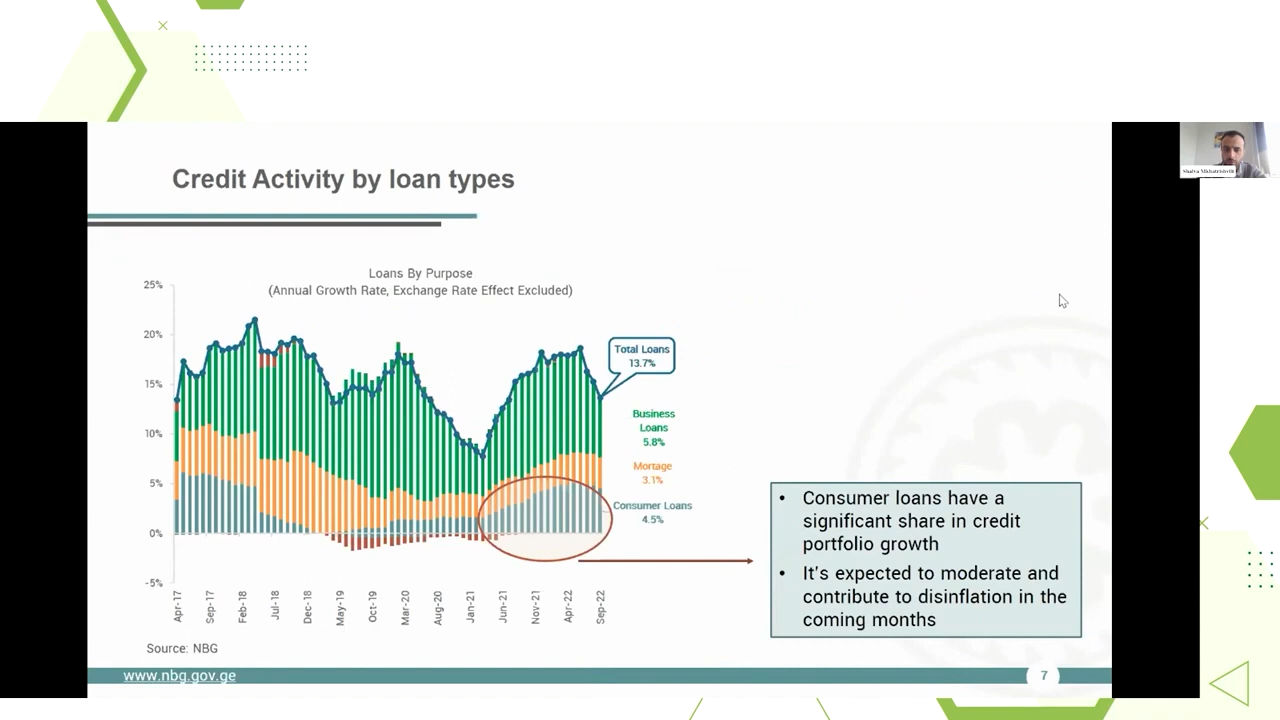 Credit Activity by loan types
Loans By Purpose
(Annual Growth Rate, Exchange Rate Effect Excluded)
25%
20%
15%
10%
5%
0%
-5%
Apr-17
Sep-17
Feb-18
Jul-18
Dec-18
May-19
Oct-19
Mar-20
Aug-20
Jan-21
Jun-21
Nov-21
Apr-22
Sep-22
Total Loans
13.7%
Business
Loans
5.8%
Mortage
3.1%
Consumer Loans
4.5%
• Consumer loans have a
significant share in credit
portfolio growth
• It's expected to moderate and
contribute to disinflation in the
coming months
Source: NBG
www.nbg.gov.ge
7